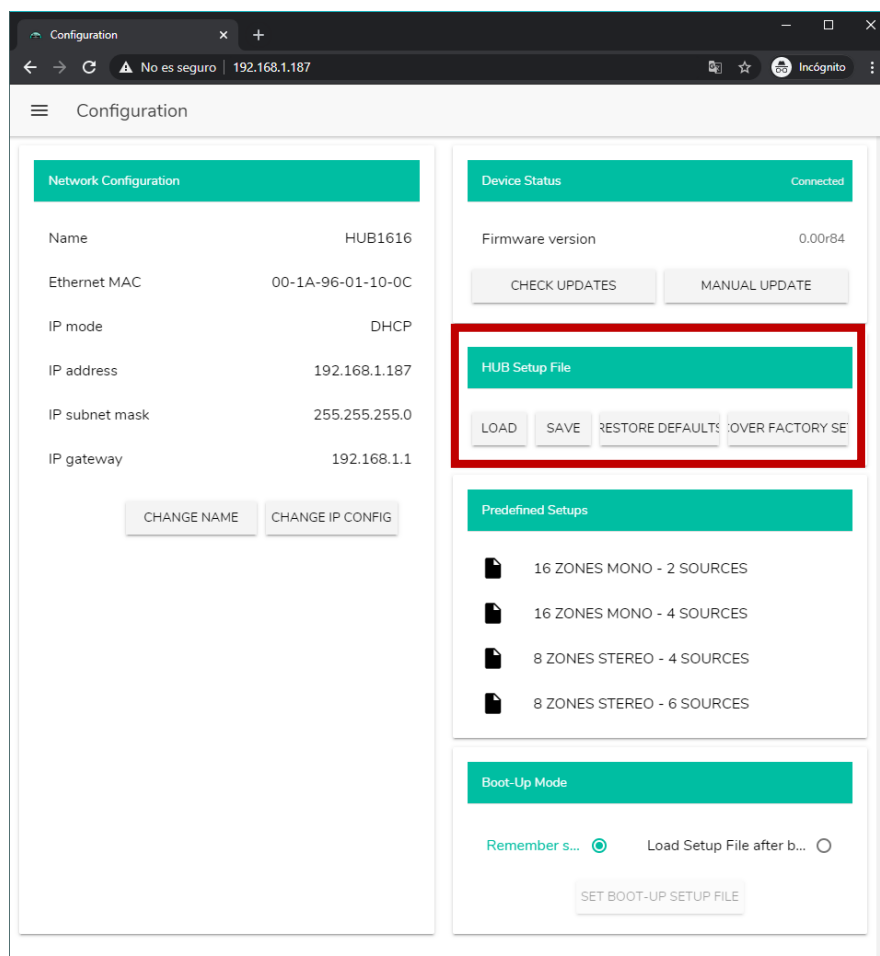 Configuration
No es seguro | 192.168.1.187
Incógnito
Configuration
Network Configuration
Name HUB1616
Ethernet MAC 00-1A-96-01-10-0C
IP mode DHCP
IP address 192.168.1.187
IP subnet mask 255.255.255.0
IP gateway 192.168.1.1
CHANGE NAME CHANGE IP CONFIG
Device Status Connected
Firmware version 0.00r84
CHECK UPDATES MANUAL UPDATE
HUB Setup File
LOAD SAVE RESTORE DEFAULTS COVER FACTORY SE
Predefined Setups
16 ZONES MONO - 2 SOURCES
16 ZONES MONO - 4 SOURCES
8 ZONES STEREO - 4 SOURCES
8 ZONES STEREO - 6 SOURCES
Boot-Up Mode
Remember s... Load Setup File after b...
SET BOOT-UP SETUP FILE